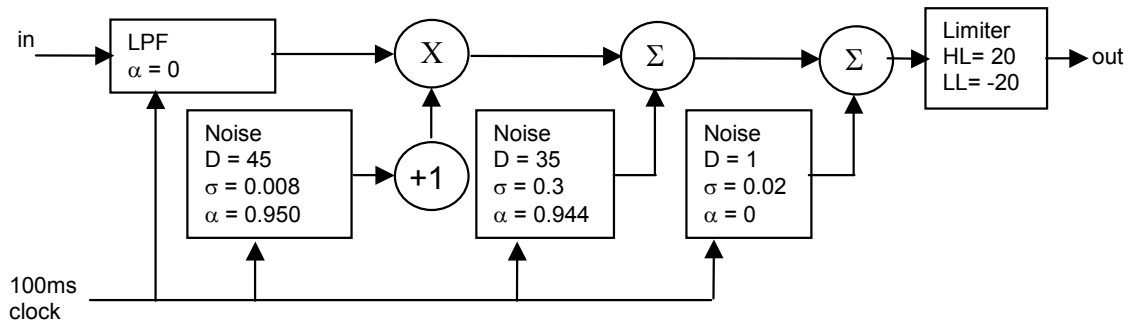 in
LPF
α = 0
X
Σ
Σ
Limiter
HL= 20
LL= -20
out
Noise
D = 45
σ = 0.008
α = 0.950
+1
Noise
D = 35
σ = 0.3
α = 0.944
Noise
D = 1
σ = 0.02
α = 0
100ms
clock